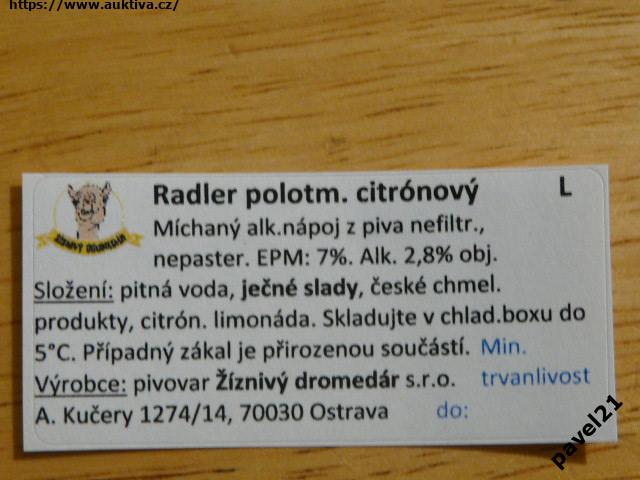 https://www.auktiva.cz/
Radler polotm. citrónový L
Míchaný alk.nápoj z piva nefiltr.,
nepaster. EPM: 7%. Alk. 2,8% obj.
ŽÍZNIVÝ DROMEDÁR
Složení: pitná voda, ječné slady, české chmel.
produkty, citrón. limonáda. Skladujte v chlad.boxu do
5°C. Případný zákal je přirozenou součástí. Min.
Výrobce: pivovar Žíznivý dromedár s.r.o. trvanlivost
A. Kučery 1274/14, 70030 Ostrava do:
pavel21